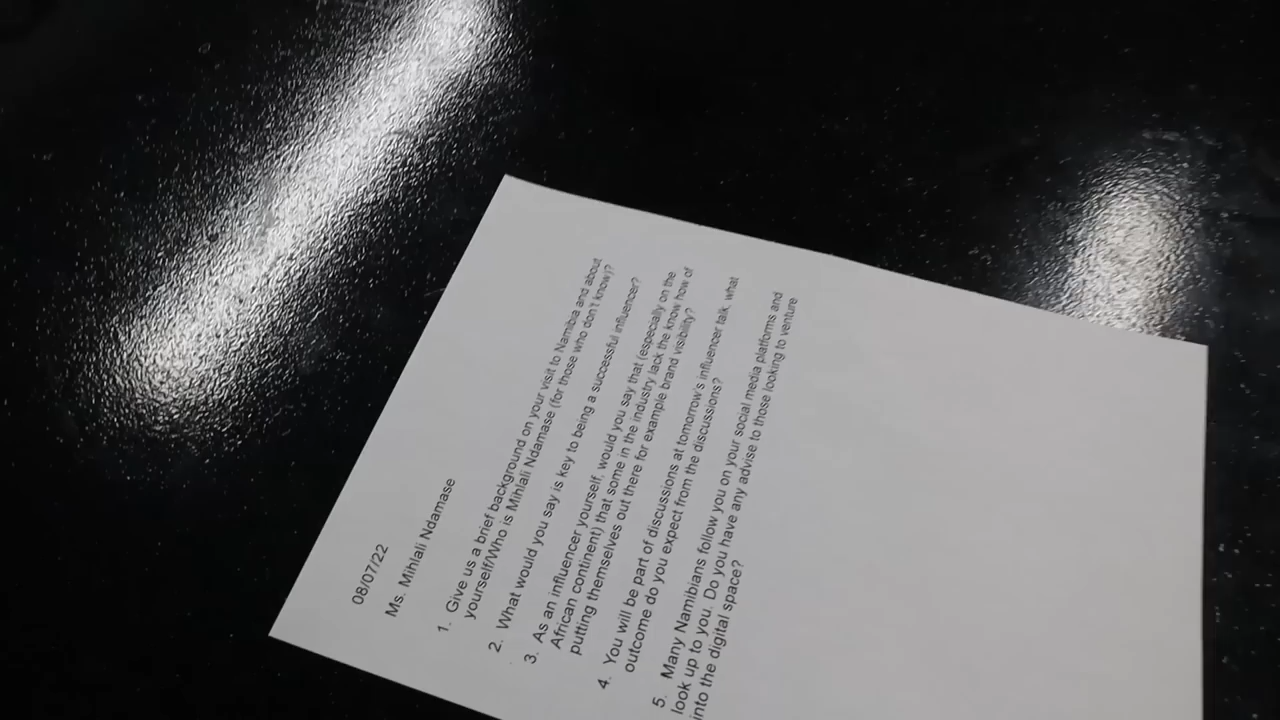 08/07/22
Ms. Mihlali Ndamase
1. Give us a brief background on your visit to Namibia and about
yourself/Who is Mihlali Ndamase (for those who don't know)?
2. What would you say is key to being a successful influencer?
3. As an influencer yourself, would you say that (especially on the
African continent) that some in the industry lack the know how of
putting themselves out there for example brand visibility?
4. You will be part of discussions at tomorrow's influencer talk, what
outcome do you expect from the discussions?
5. Many Namibians follow you on your social media platforms and
look up to you. Do you have any advise to those looking to venture
into the digital space?